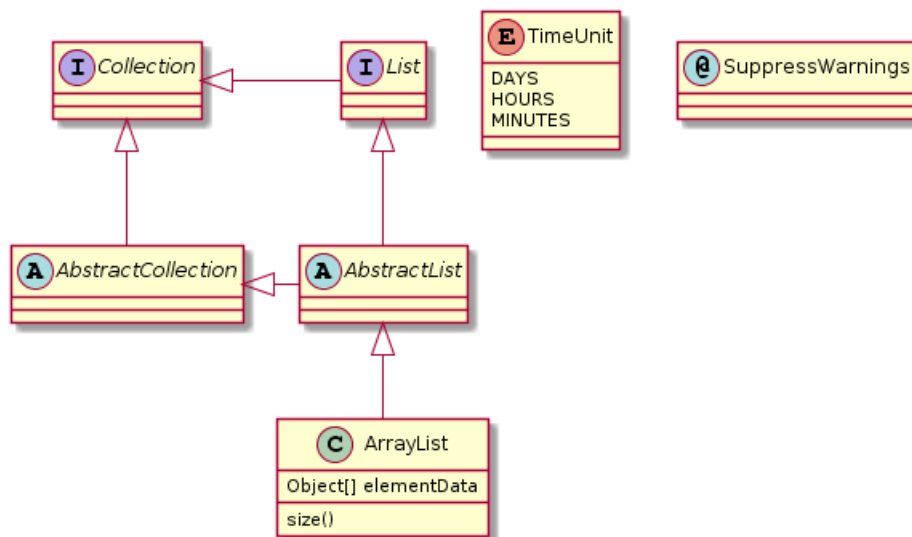 I Collection
I List
E TimeUnit
DAYS
HOURS
MINUTES
@ SuppressWarnings
A AbstractCollection
A AbstractList
C ArrayList
Object[] elementData
size()